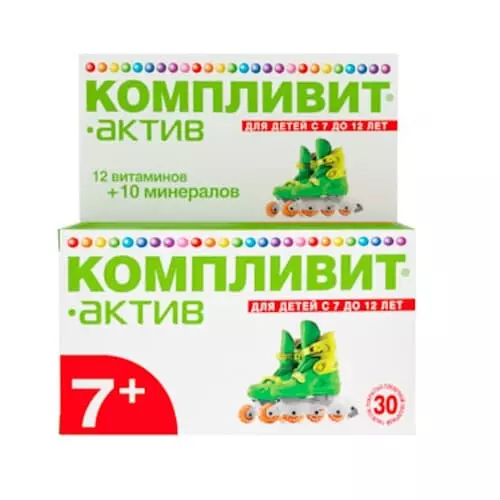 КОМПЛИВИТ®
·АКТИВ
ДЛЯ ДЕТЕЙ С 7 ДО 12 ЛЕТ
12 витаминов
+10 минералов
КОМПЛИВИТ®
·АКТИВ
ДЛЯ ДЕТЕЙ С 7 ДО 12 ЛЕТ
7+
30